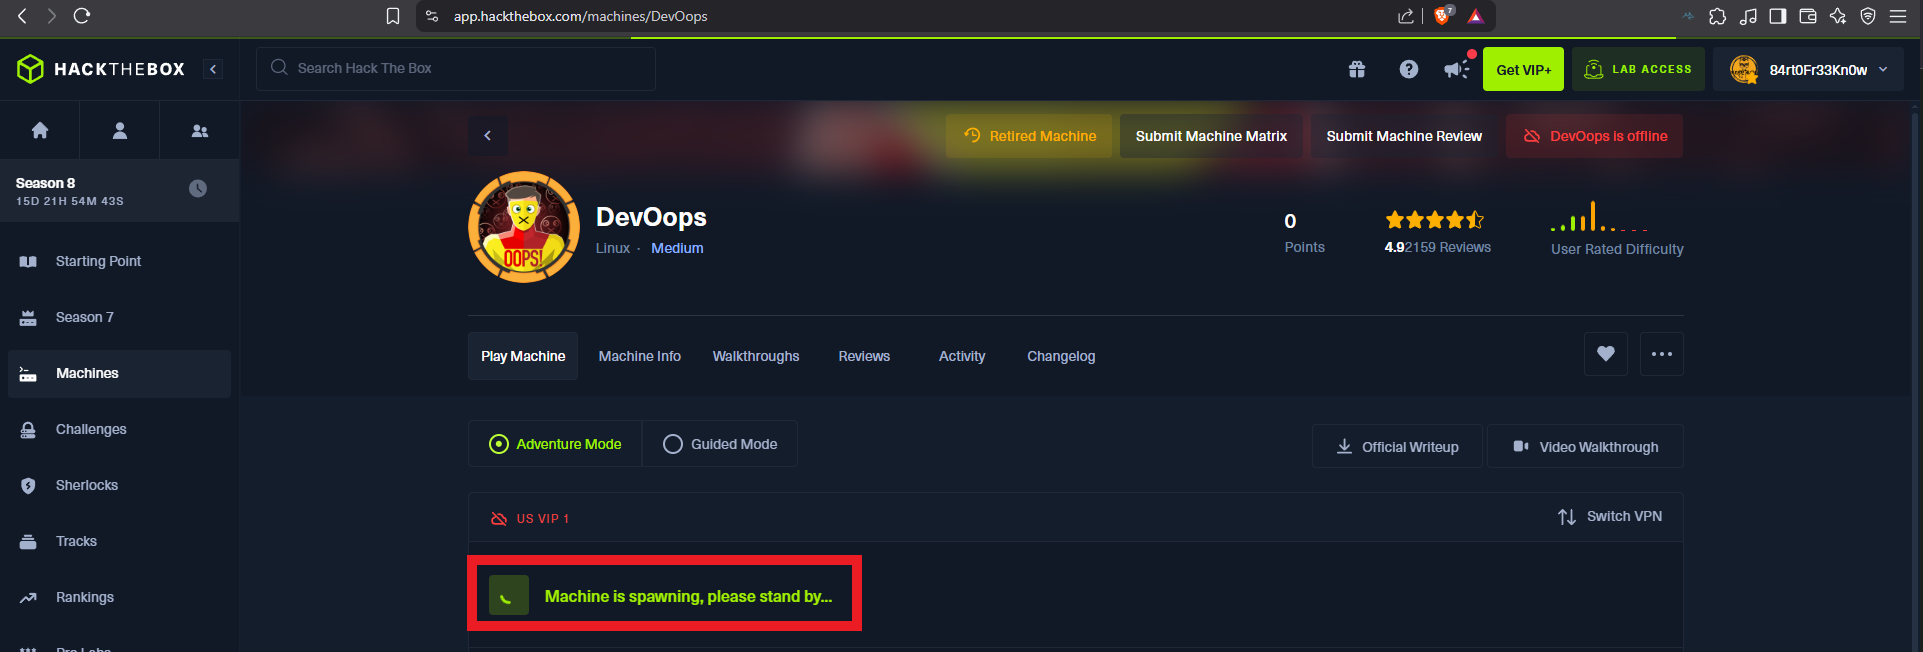 app.hackthebox.com/machines/DevOops
7
HACKTHEBOX
Search Hack The Box
Get VIP+
LAB ACCESS
84rt0Fr33Kn0w
Retired Machine
Submit Machine Matrix
Submit Machine Review
DevOops is offline
Season 8
15D 21H 54M 43S
OOPS!
DevOops
Linux · Medium
0
Points
4.92159 Reviews
User Rated Difficulty
Starting Point
Season 7
Machines
Challenges
Sherlocks
Tracks
Rankings
Pro Labs
Play Machine
Machine Info
Walkthroughs
Reviews
Activity
Changelog
Adventure Mode
Guided Mode
Official Writeup
Video Walkthrough
US VIP 1
Switch VPN
Machine is spawning, please stand by...